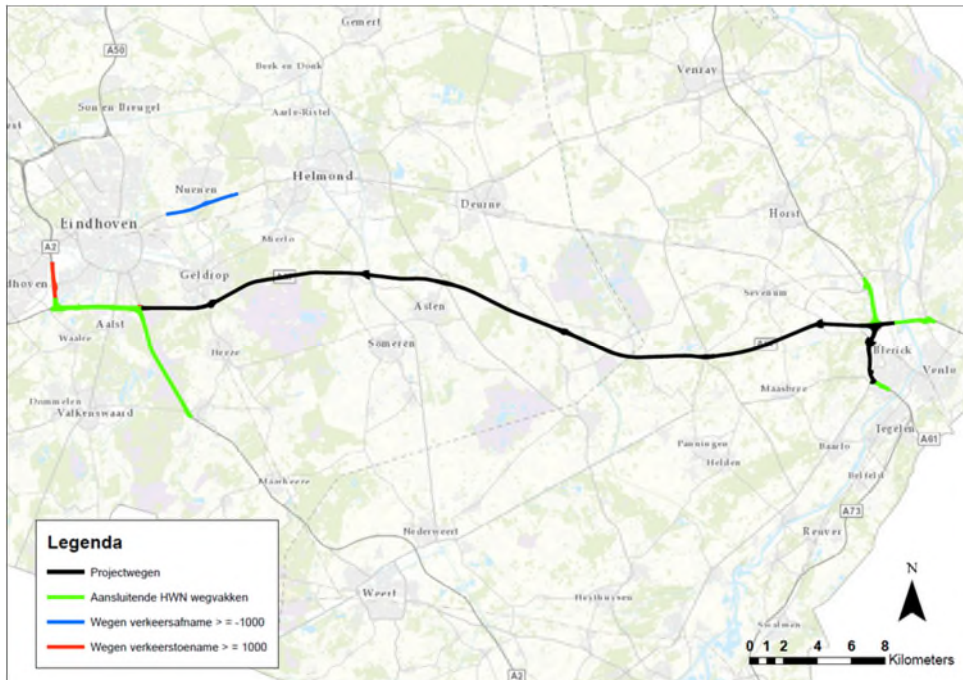 Gemert
A50
Beek en Donk
Venray
Son en Breugel
Aarle-Rixtel
Nuenen
Helmond
Deurne
Eindhoven
Horst
A2
Mierlo
dhoven
Geldrop
Sevenum
Asten
Aalst
Someren
Blerick
Waalre
Heeze
Venlo
Maasbree
Dommelen
Valkenswaard
Tegelen
Panningen
Baarlo
A61
Helden
Maarheeze
Belfeld
Nederweert
A73
Reuver
Weert
Heythuysen
Swalmen
A2
Legenda
Projectwegen
Aansluitende HWN wegvakken
Wegen verkeersafname > = -1000
Wegen verkeerstoename > = 1000
N
0 1 2 4 6 8
Kilometers